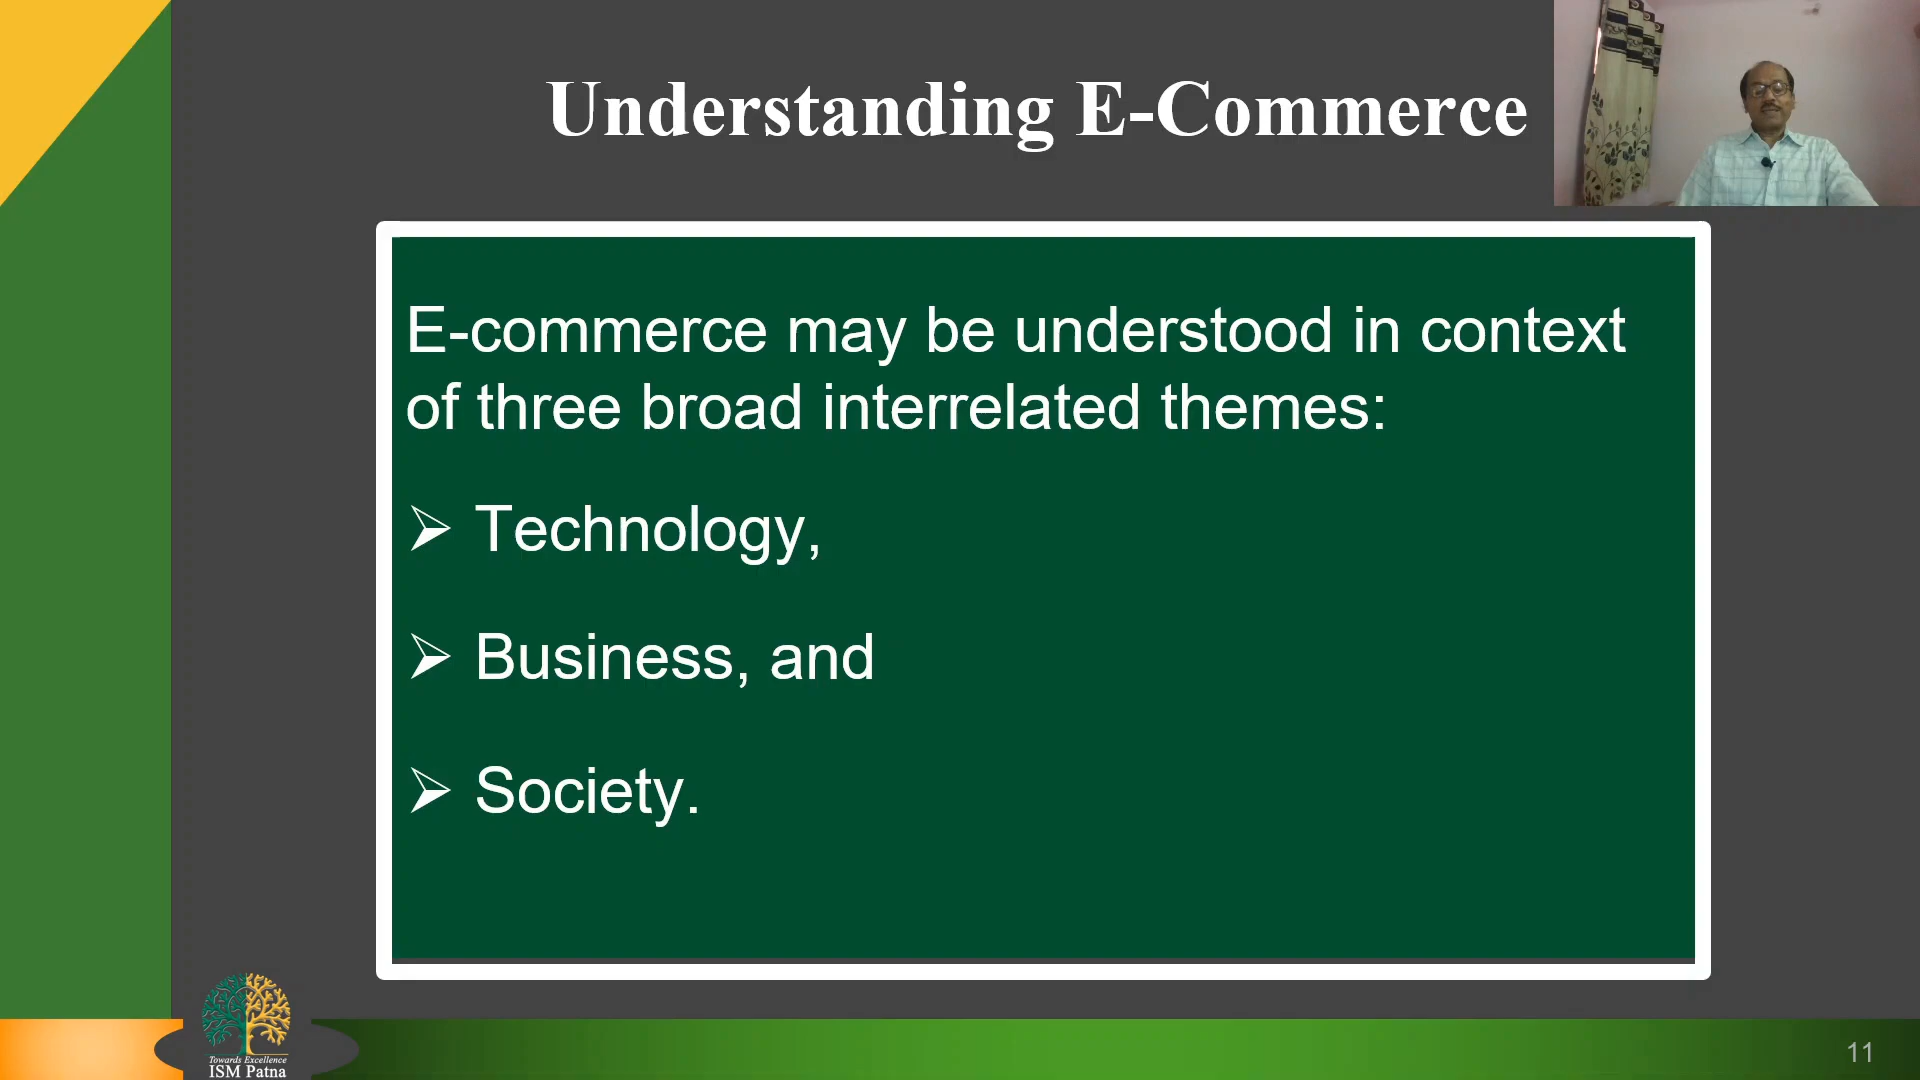 Understanding E-Commerce
E-commerce may be understood in context
of three broad interrelated themes:
➢ Technology,
➢ Business, and
➢ Society.
Towards Excellence
ISM Patna
11